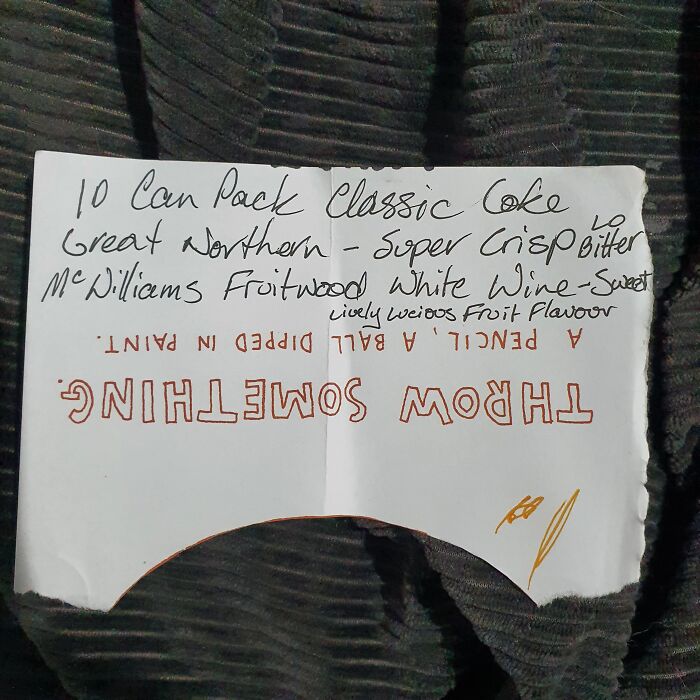 10 Can Pack Classic Coke
Great Northern - Super Crisp Lo Bitter
McWilliams Fruitwood White Wine-Sweet
Lively Lucious Fruit Flavour
THROW SOMETHING.
A PENCIL, A BALL DIPPED IN PAINT.